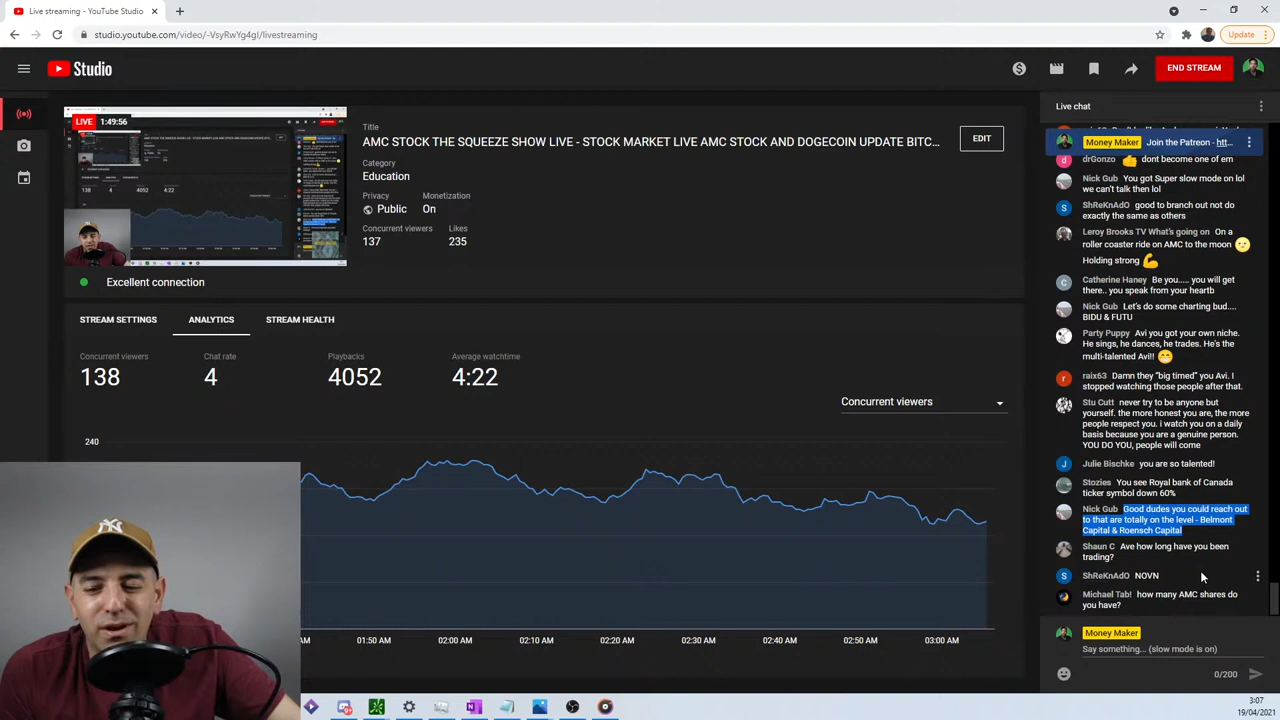 Live streaming - YouTube Studio
studio.youtube.com/video/-VsyRwYg4gI/livestreaming
Update
Studio
END STREAM
LIVE 1:49:56
Title
AMC STOCK THE SQUEEZE SHOW LIVE - STOCK MARKET LIVE AMC STOCK AND DOGECOIN UPDATE BITC...
EDIT
Category
Education
Privacy
Public
Monetization
On
Concurrent viewers
137
Likes
235
Excellent connection
STREAM SETTINGS
ANALYTICS
STREAM HEALTH
Concurrent viewers
138
Chat rate
4
Playbacks
4052
Average watchtime
4:22
Concurrent viewers
240
AM 01:50 AM 02:00 AM 02:10 AM 02:20 AM 02:30 AM 02:40 AM 02:50 AM 03:00 AM
Live chat
Money Maker Join the Patreon - htt...
drGonzo dont become one of em
Nick Gub You got Super slow mode on lol
we can't talk then lol
ShReKnAdO good to branch out not do
exactly the same as others
Leroy Brooks TV What's going on On a
roller coaster ride on AMC to the moon
Holding strong
Catherine Haney Be you..... you will get
there.. you speak from your heartb
Nick Gub Let's do some charting bud....
BIDU & FUTU
Party Puppy Avi you got your own niche.
He sings, he dances, he trades. He's the
multi-talented Avi!!
raix63 Damn they "big timed" you Avi. I
stopped watching those people after that.
Stu Cutt never try to be anyone but
yourself. the more honest you are, the more
people respect you. i watch you on a daily
basis because you are a genuine person.
YOU DO YOU, people will come
Julie Bischke you are so talented!
Stozies You see Royal bank of Canada
ticker symbol down 60%
Nick Gub Good dudes you could reach out
to that are totally on the level - Belmont
Capital & Roensch Capital
Shaun C Ave how long have you been
trading?
ShReKnAdO NOVN
Michael Tab! how many AMC shares do
you have?
Money Maker
Say something... (slow mode is on)
0/200
3:07
19/04/2021